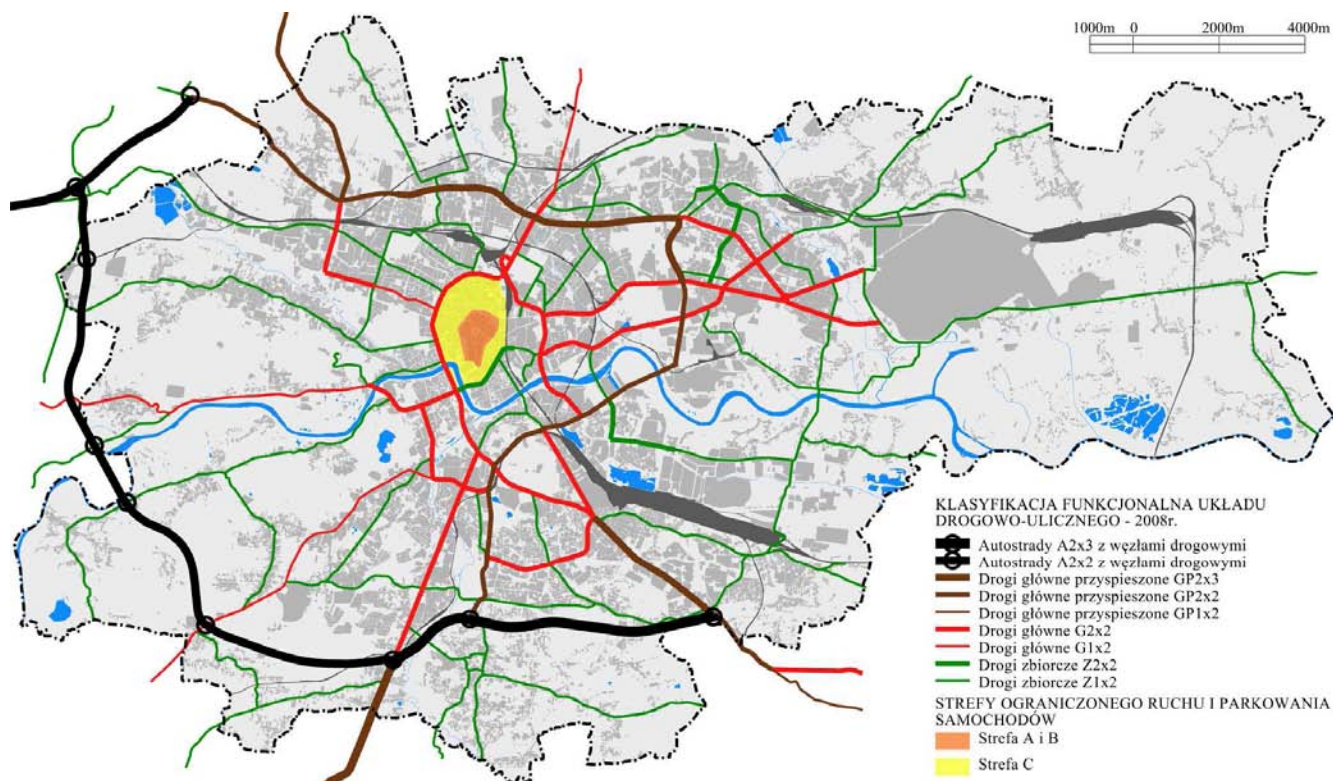 1000m 0 2000m 4000m
KLASYFIKACJA FUNKCJONALNA UKŁADU
DROGOWO-ULICZNEGO - 2008r.
Autostrady A2x3 z węzłami drogowymi
Autostrady A2x2 z węzłami drogowymi
Drogi główne przyspieszone GP2x3
Drogi główne przyspieszone GP2x2
Drogi główne przyspieszone GP1x2
Drogi główne G2x2
Drogi główne G1x2
Drogi zbiorcze Z2x2
Drogi zbiorcze Z1x2
STREFY OGRANICZONEGO RUCHU I PARKOWANIA
SAMOCHODÓW
Strefa A i B
Strefa C